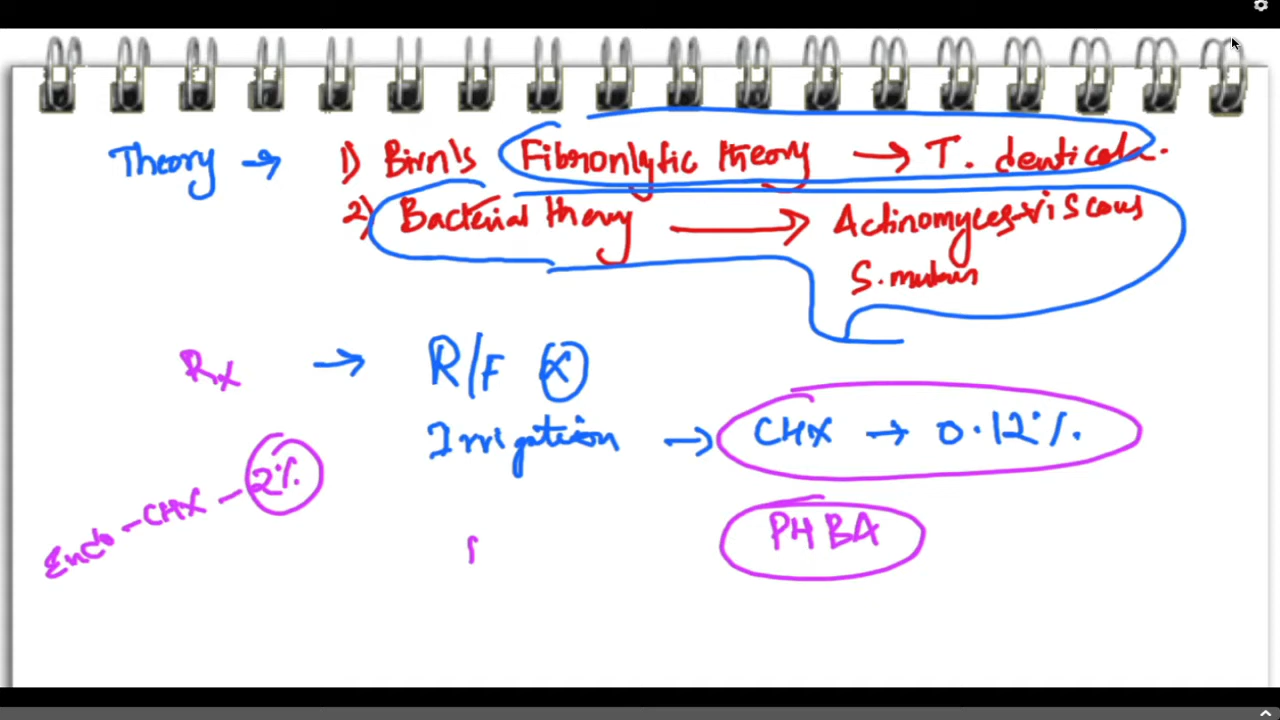 Theory → 1) Birn's Fibronlytic theory → T. denticola.
2) Bacterial theory → Actinomyces viscous
S. mutans
Rx → R/F X
Irrigation → CHX → 0.12%.
Endo - CHX - 2%
PHBA